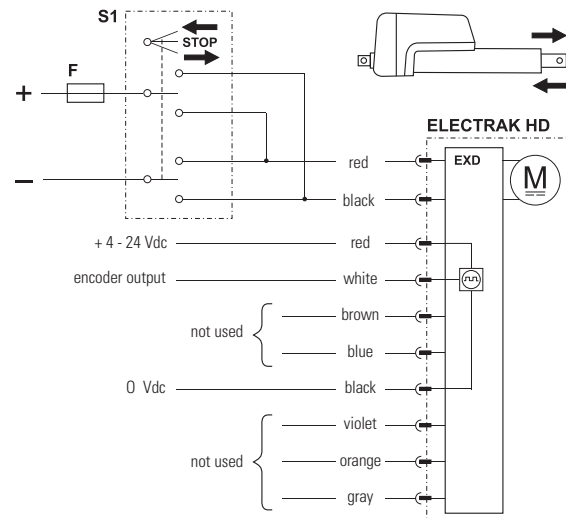 S1
STOP
F
+
–
ELECTRAK HD
EXD
M
red
black
+ 4 - 24 Vdc red
encoder output white
not used
brown
blue
0 Vdc black
not used
violet
orange
gray